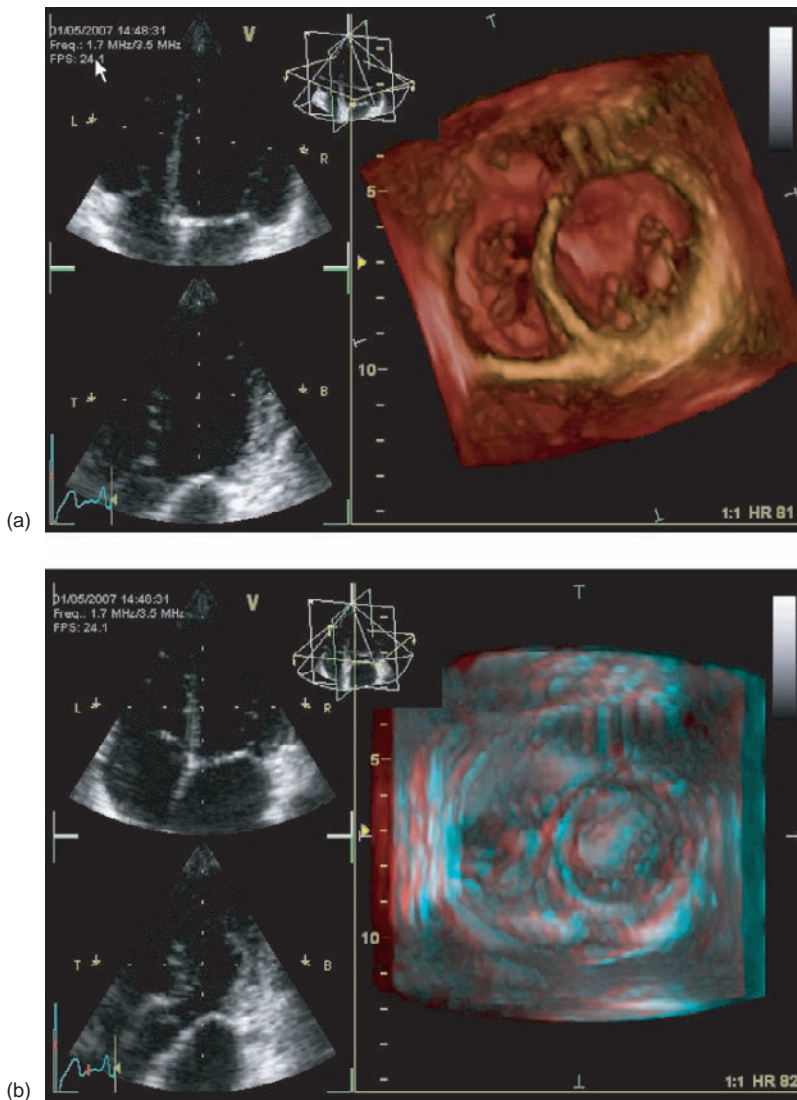 01/05/2007 14:48:31
Freq.: 1.7 MHz/3.5 MHz
FPS: 24.1
V
T
L
R
5
10
T
B
T
T
T
T
1:1 HR 81
(a)
01/05/2007 14:48:31
Freq.: 1.7 MHz/3.5 MHz
FPS: 24.1
V
T
L
R
5
T
B
10
T
1:1 HR 82
(b)